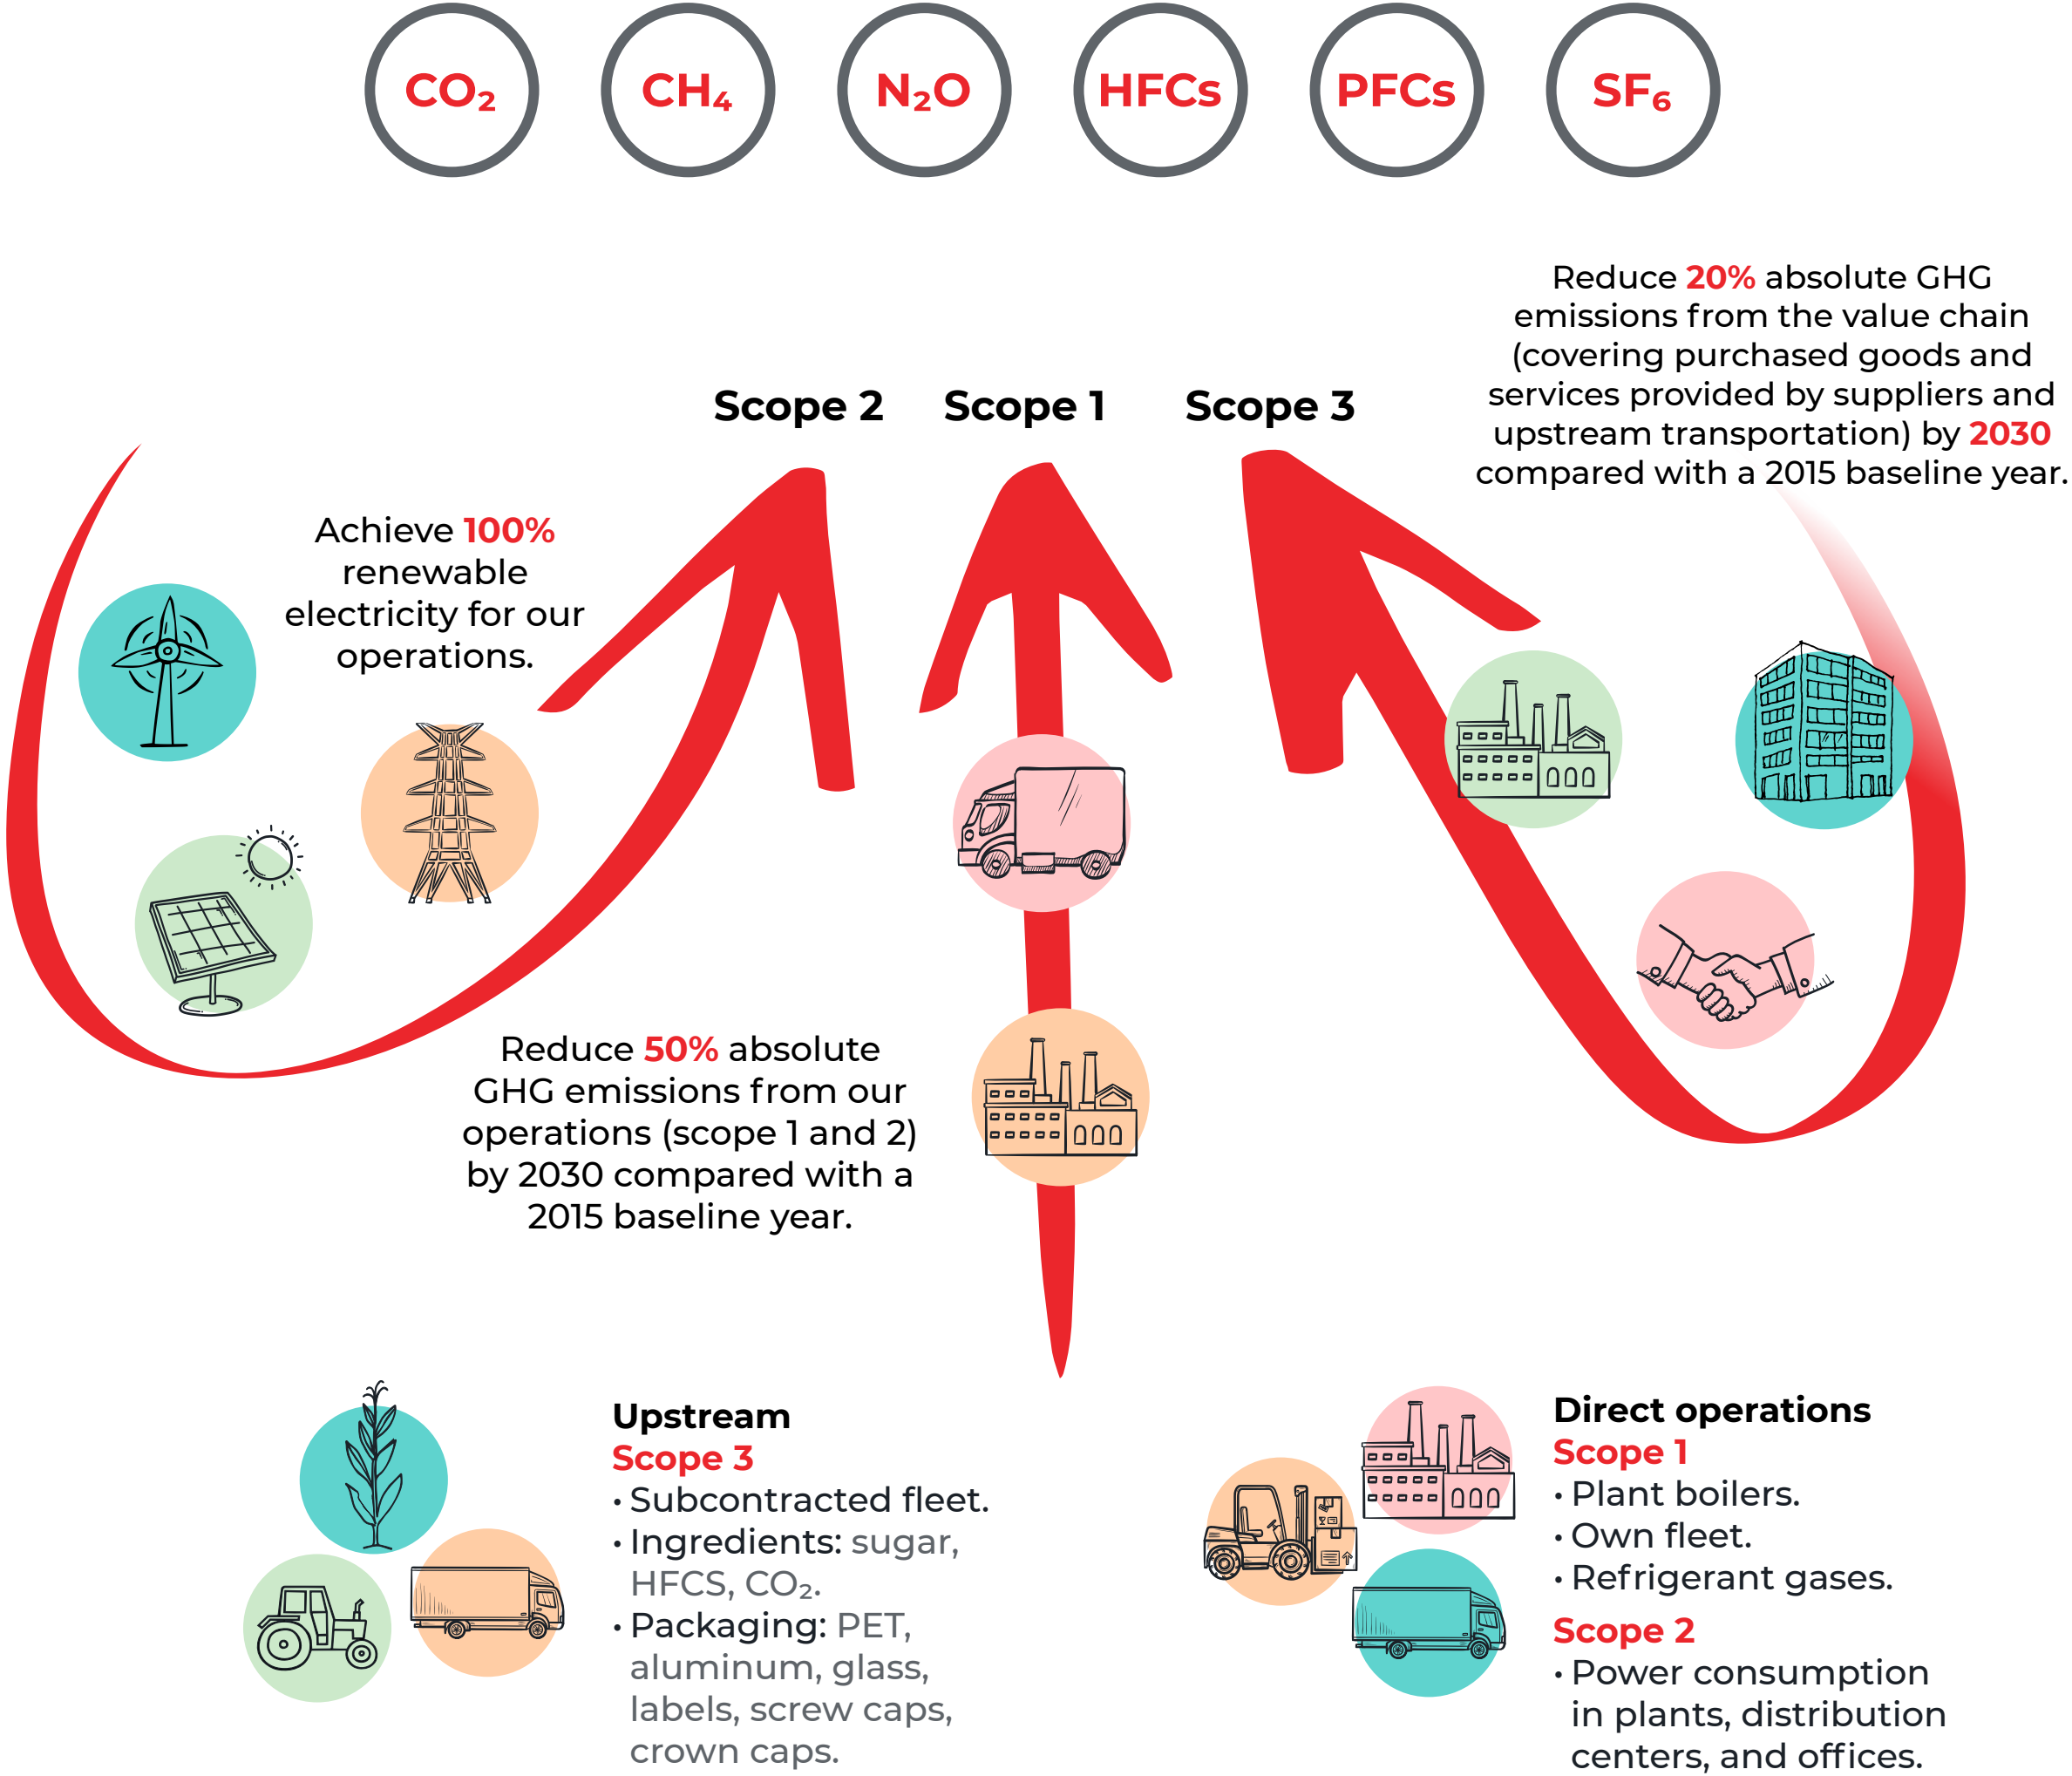 CO₂
CH₄
N₂O
HFCs
PFCs
SF₆
Reduce 20% absolute GHG
emissions from the value chain
(covering purchased goods and
services provided by suppliers and
upstream transportation) by 2030
compared with a 2015 baseline year.
Scope 2
Scope 1
Scope 3
Achieve 100%
renewable
electricity for our
operations.
Reduce 50% absolute
GHG emissions from our
operations (scope 1 and 2)
by 2030 compared with a
2015 baseline year.
Upstream
Scope 3
• Subcontracted fleet.
• Ingredients: sugar,
HFCS, CO₂.
• Packaging: PET,
aluminum, glass,
labels, screw caps,
crown caps.
Direct operations
Scope 1
• Plant boilers.
• Own fleet.
• Refrigerant gases.
Scope 2
• Power consumption
in plants, distribution
centers, and offices.